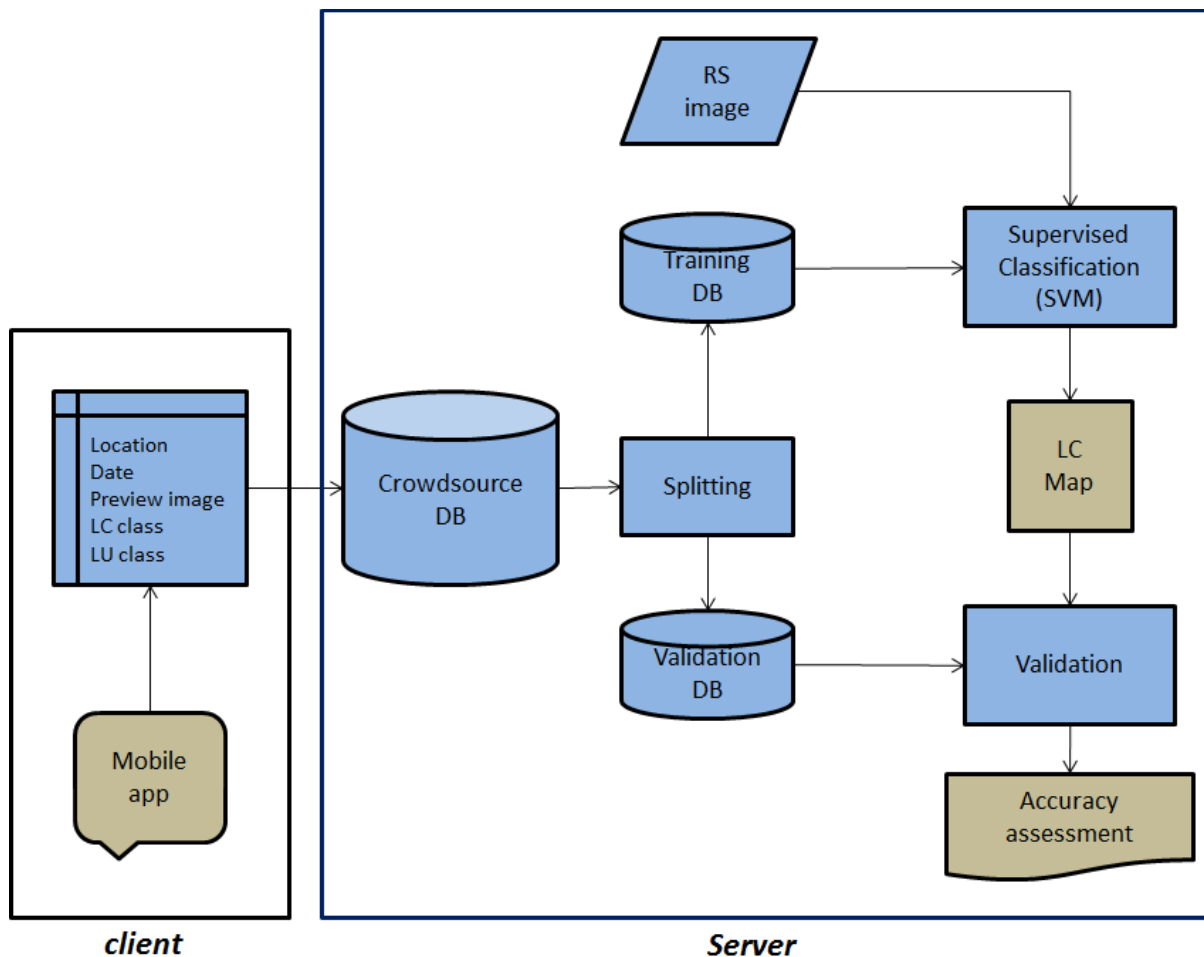 RS
image
Training
DB
Supervised
Classification
(SVM)
Location
Date
Preview image
LC class
LU class
Crowdsource
DB
Splitting
LC
Map
Validation
DB
Validation
Mobile
app
Accuracy
assessment
client
Server